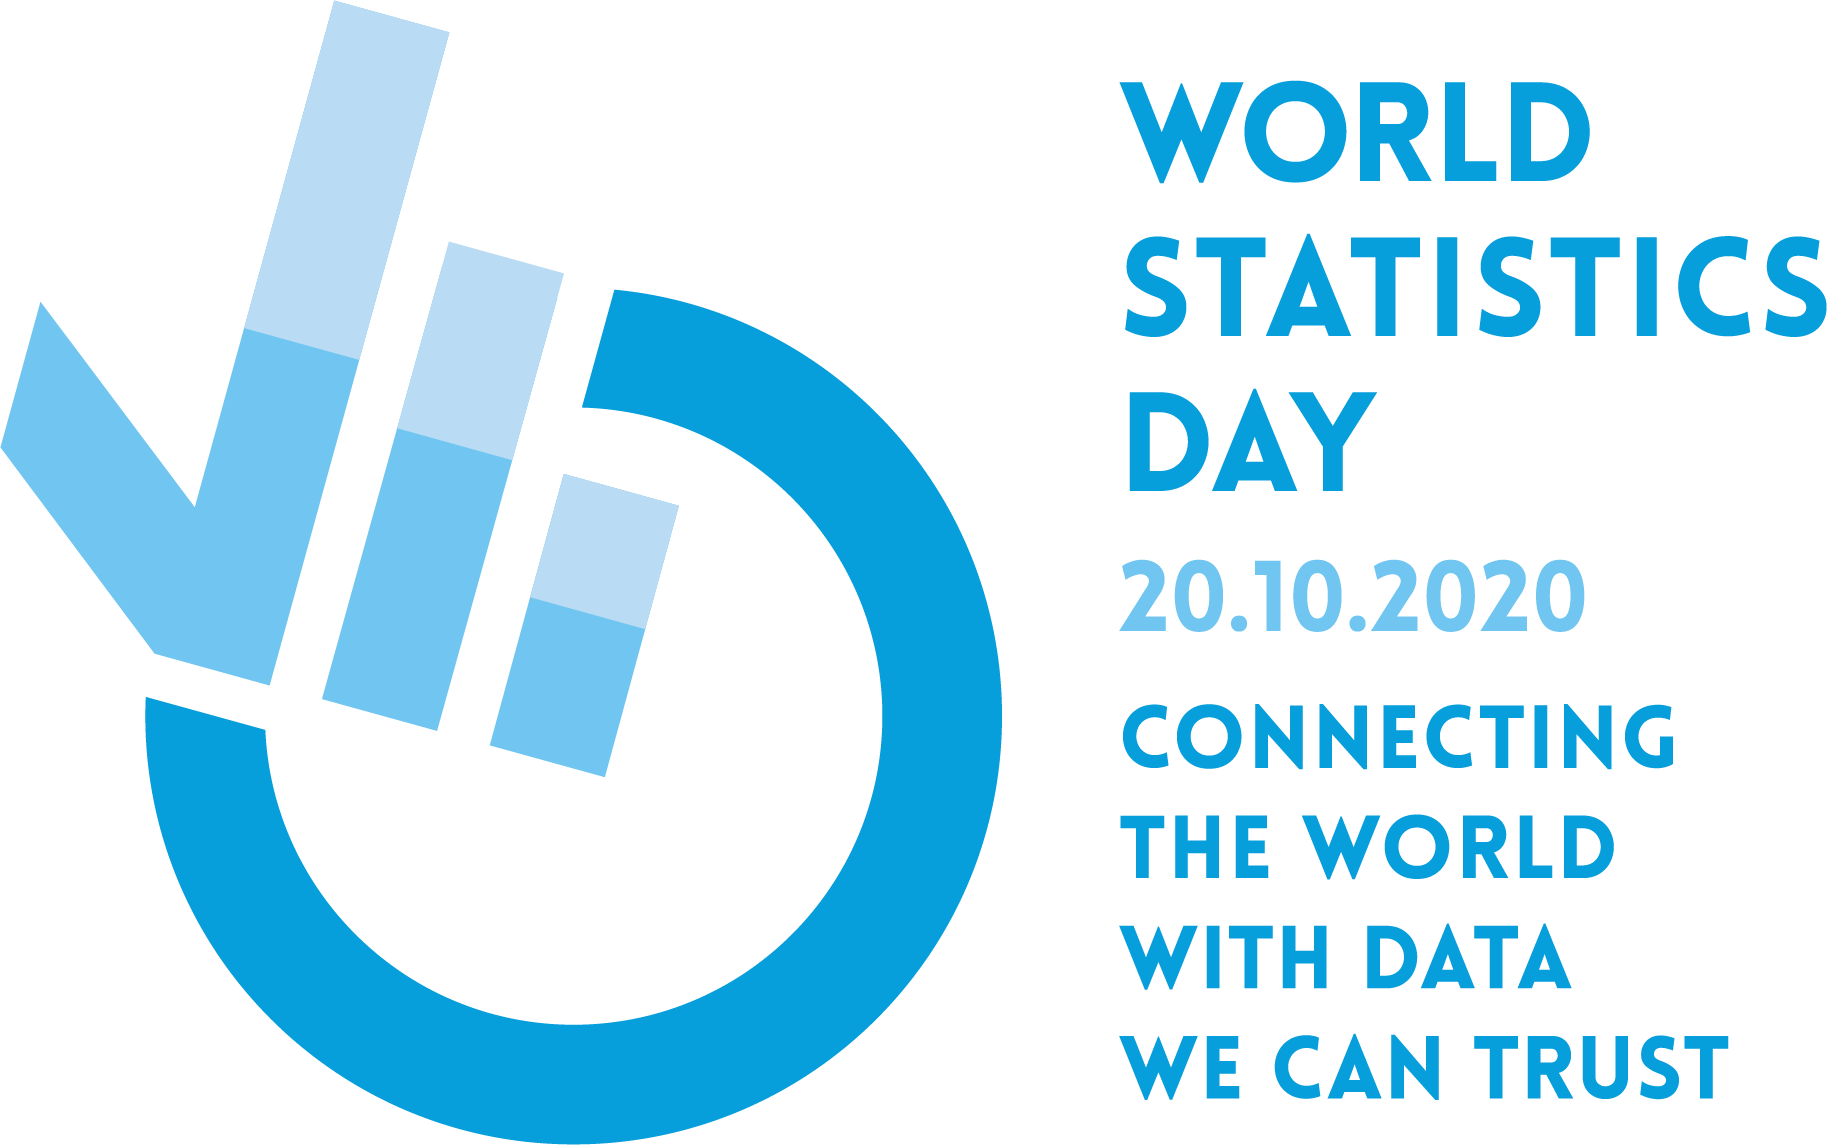 WORLD
STATISTICS
DAY
20.10.2020
CONNECTING
THE WORLD
WITH DATA
WE CAN TRUST